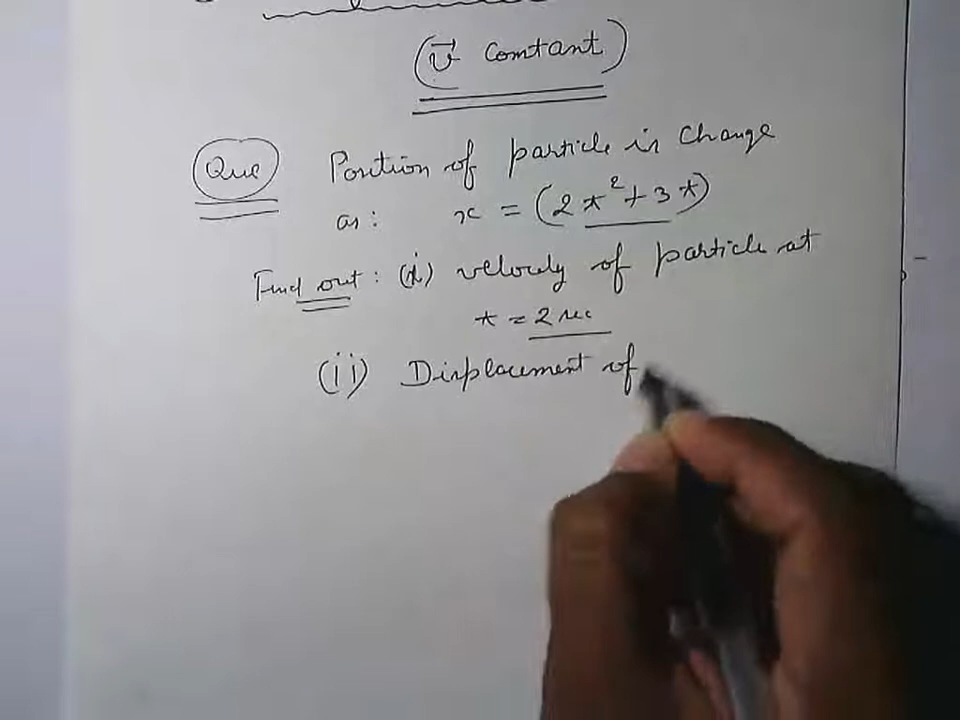 (v⃗ Constant)
Que Position of particle is Change
as: x = (2t² + 3t)
Find out: (i) velocity of particle at
t = 2 sec
(ii) Displacement of